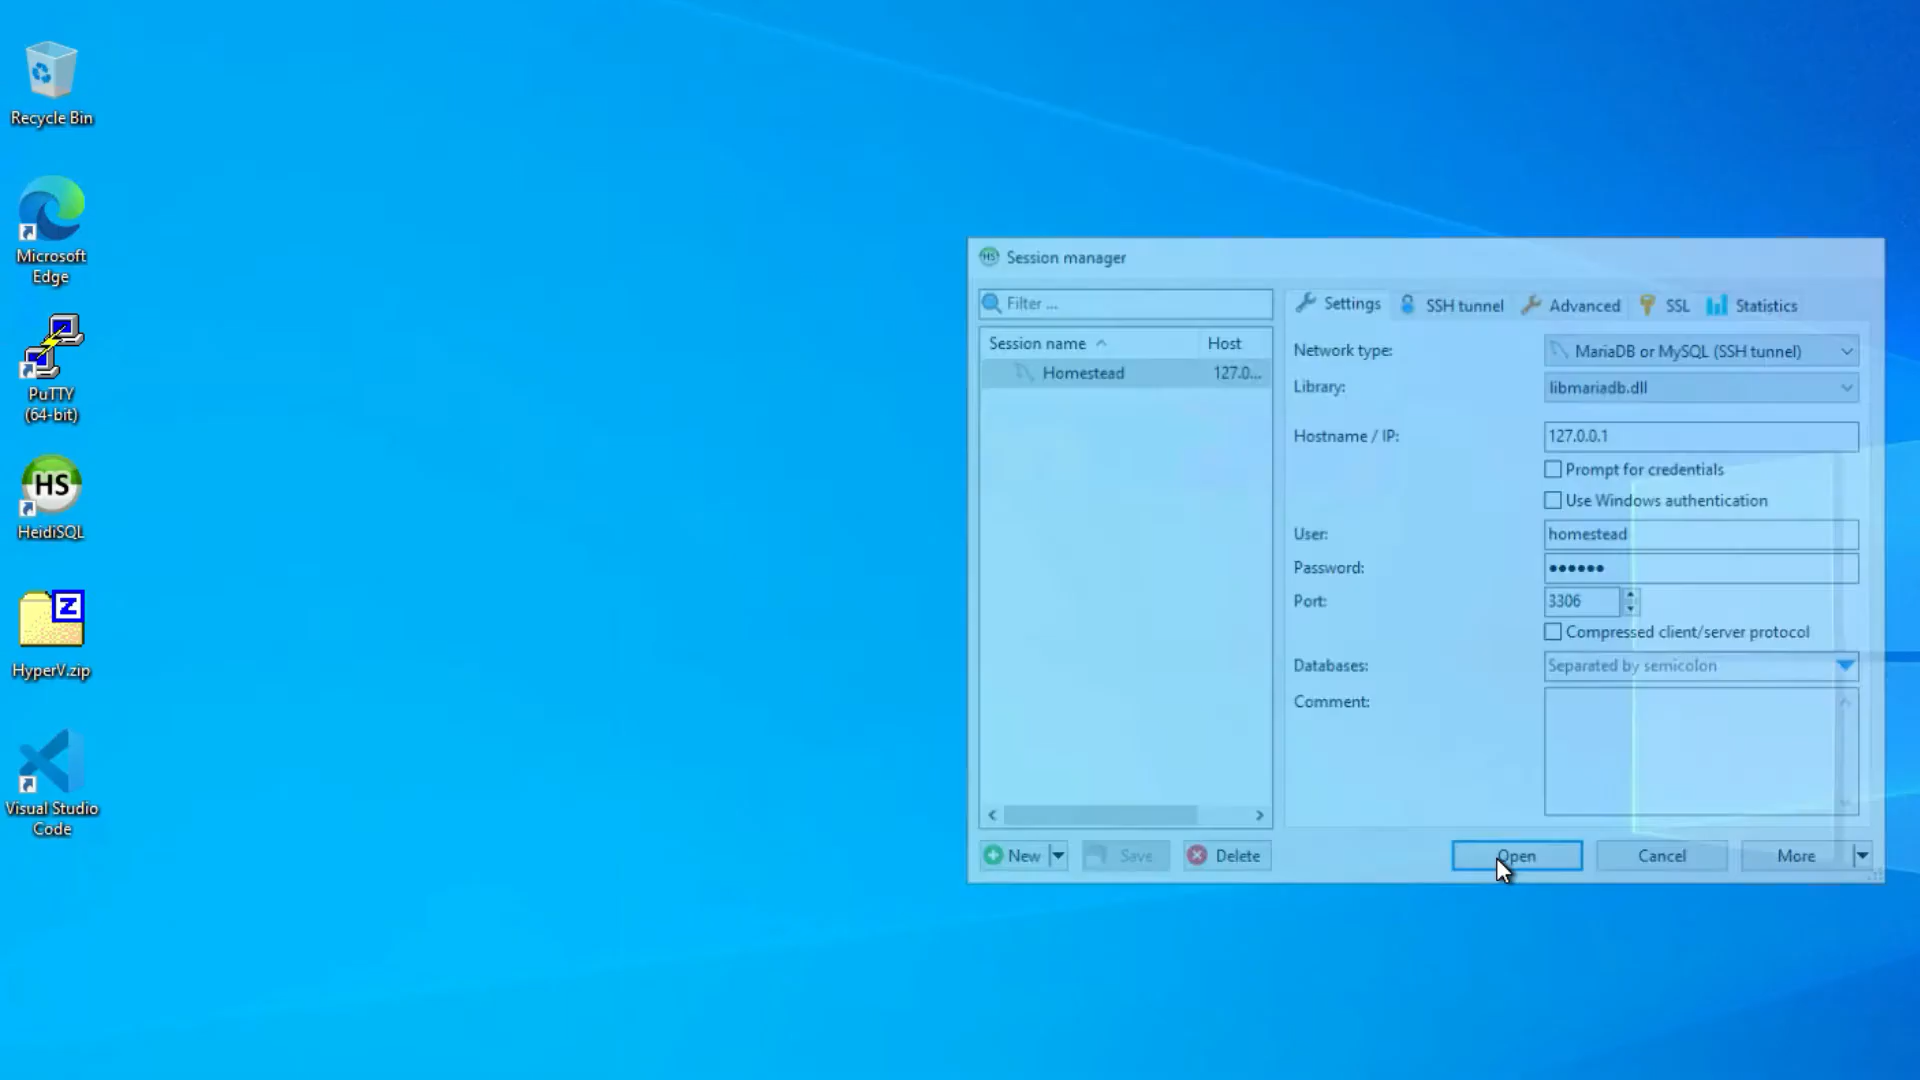 Recycle Bin
Microsoft
Edge
PuTTY
(64-bit)
HS
HeidiSQL
Z
HyperV.zip
Visual Studio
Code
HS Session manager
Filter ...
Session name Host
Homestead 127.0...
New Save Delete
Settings SSH tunnel Advanced SSL Statistics
Network type: MariaDB or MySQL (SSH tunnel)
Library: libmariadb.dll
Hostname / IP: 127.0.0.1
Prompt for credentials
Use Windows authentication
User: homestead
Password: ••••••
Port: 3306
Compressed client/server protocol
Databases: Separated by semicolon
Comment:
Open Cancel More